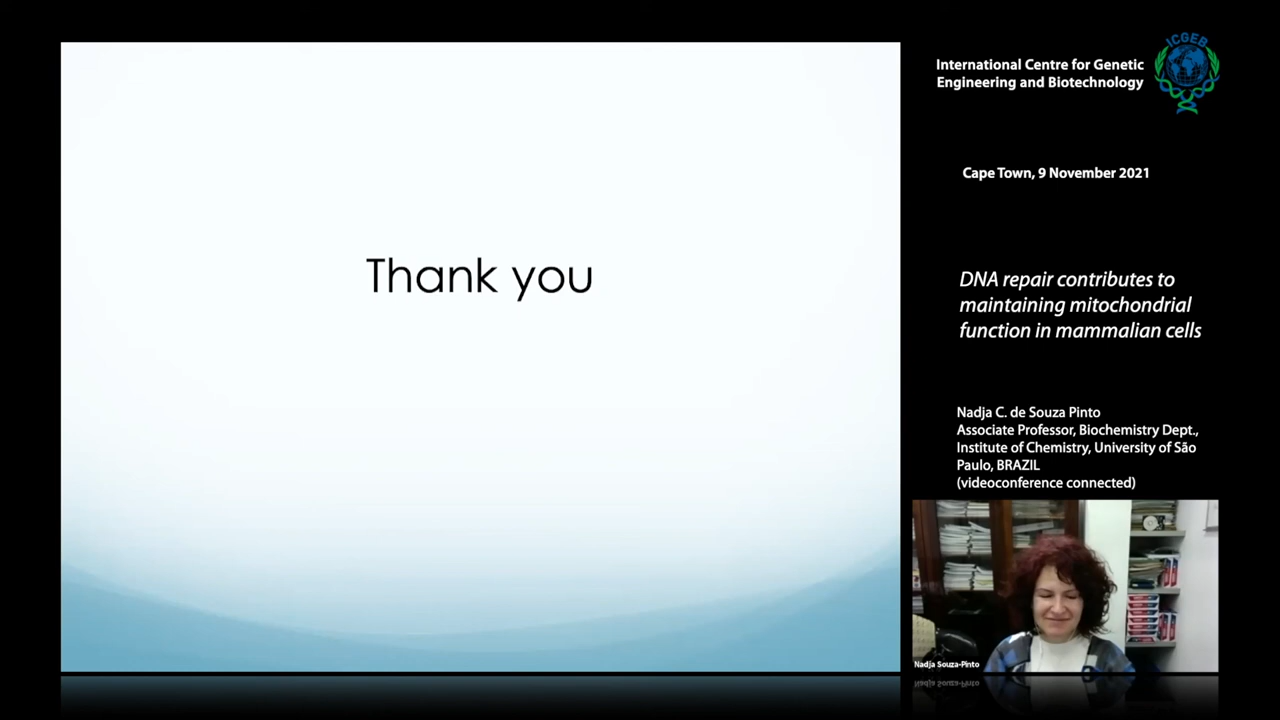 Thank you
International Centre for Genetic
Engineering and Biotechnology
ICGEB
Cape Town, 9 November 2021
DNA repair contributes to
maintaining mitochondrial
function in mammalian cells
Nadja C. de Souza Pinto
Associate Professor, Biochemistry Dept.,
Institute of Chemistry, University of São
Paulo, BRAZIL
(videoconference connected)
Nadja Souza-Pinto